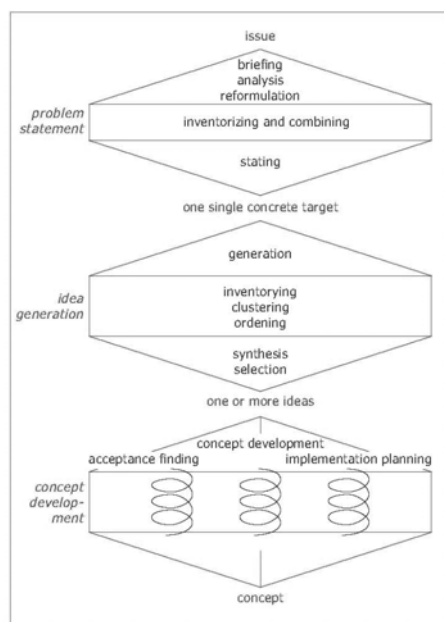 issue
briefing
analysis
reformulation
problem
statement
inventorizing and combining
stating
one single concrete target
generation
idea
generation
inventorying
clustering
ordening
synthesis
selection
one or more ideas
concept development
acceptance finding
implementation planning
concept
develop-
ment
concept